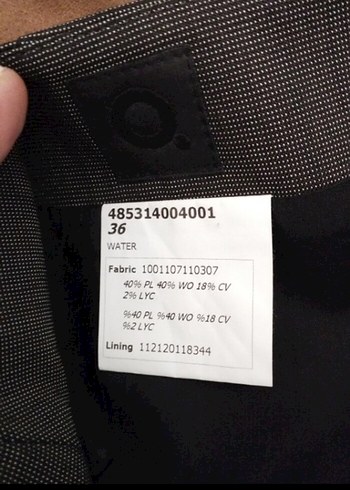 485314004001
36
WATER
Fabric 1001107110307
40% PL 40% WO 18% CV
2% LYC
%40 PL %40 WO %18 CV
%2 LYC
Lining 112120118344